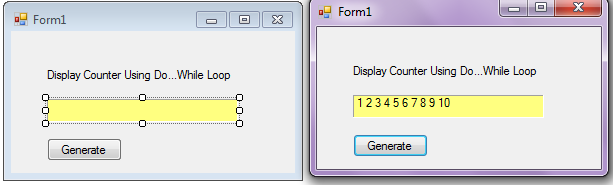 Form1
Display Counter Using Do...While Loop
Generate
Form1
Display Counter Using Do...While Loop
1 2 3 4 5 6 7 8 9 10
Generate